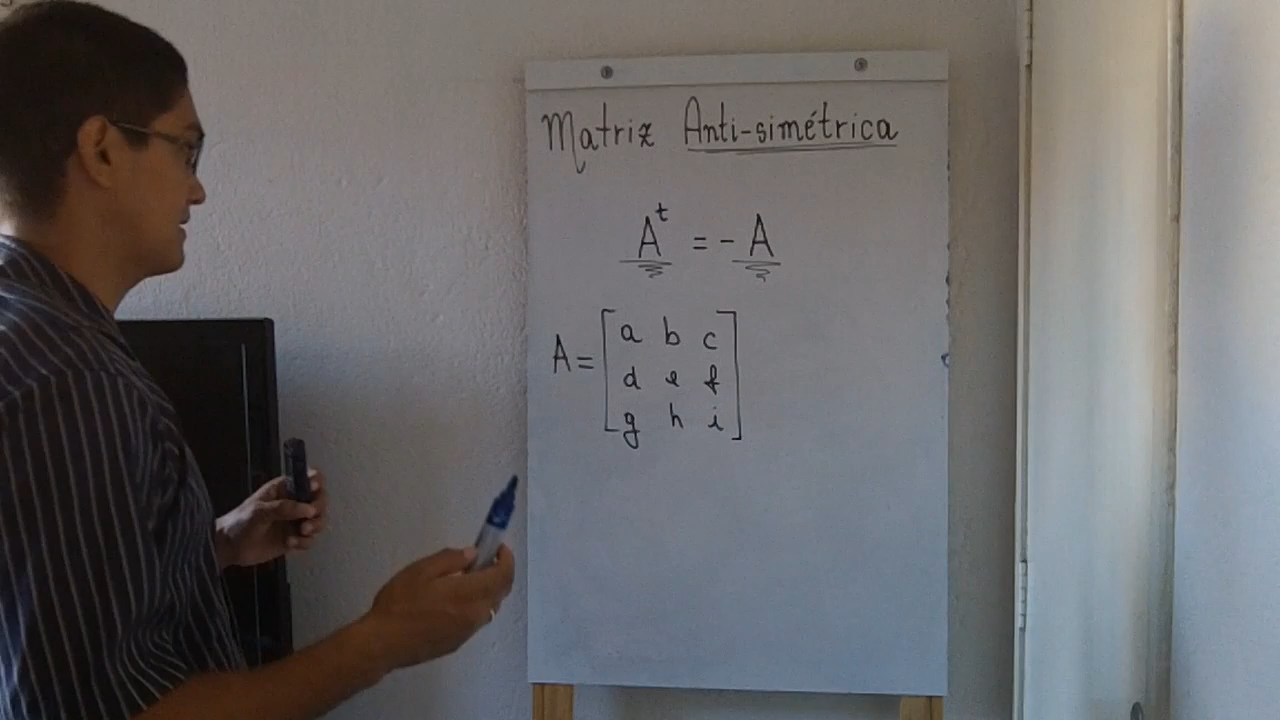 Matriz Anti-simétrica
Aᵗ = - A
A = [a b c
d e f
g h i]